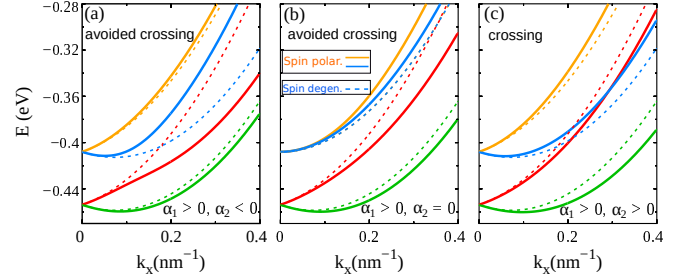 (a)
(b)
(c)
avoided crossing
avoided crossing
crossing
Spin polar.
Spin degen.
E (eV)
−0.28
−0.32
−0.36
−0.4
−0.44
α₁ > 0, α₂ < 0.
α₁ > 0, α₂ = 0.
α₁ > 0, α₂ > 0.
0 0.2 0.4
0 0.2 0.4
0 0.2 0.4
kₓ(nm⁻¹)
kₓ(nm⁻¹)
kₓ(nm⁻¹)